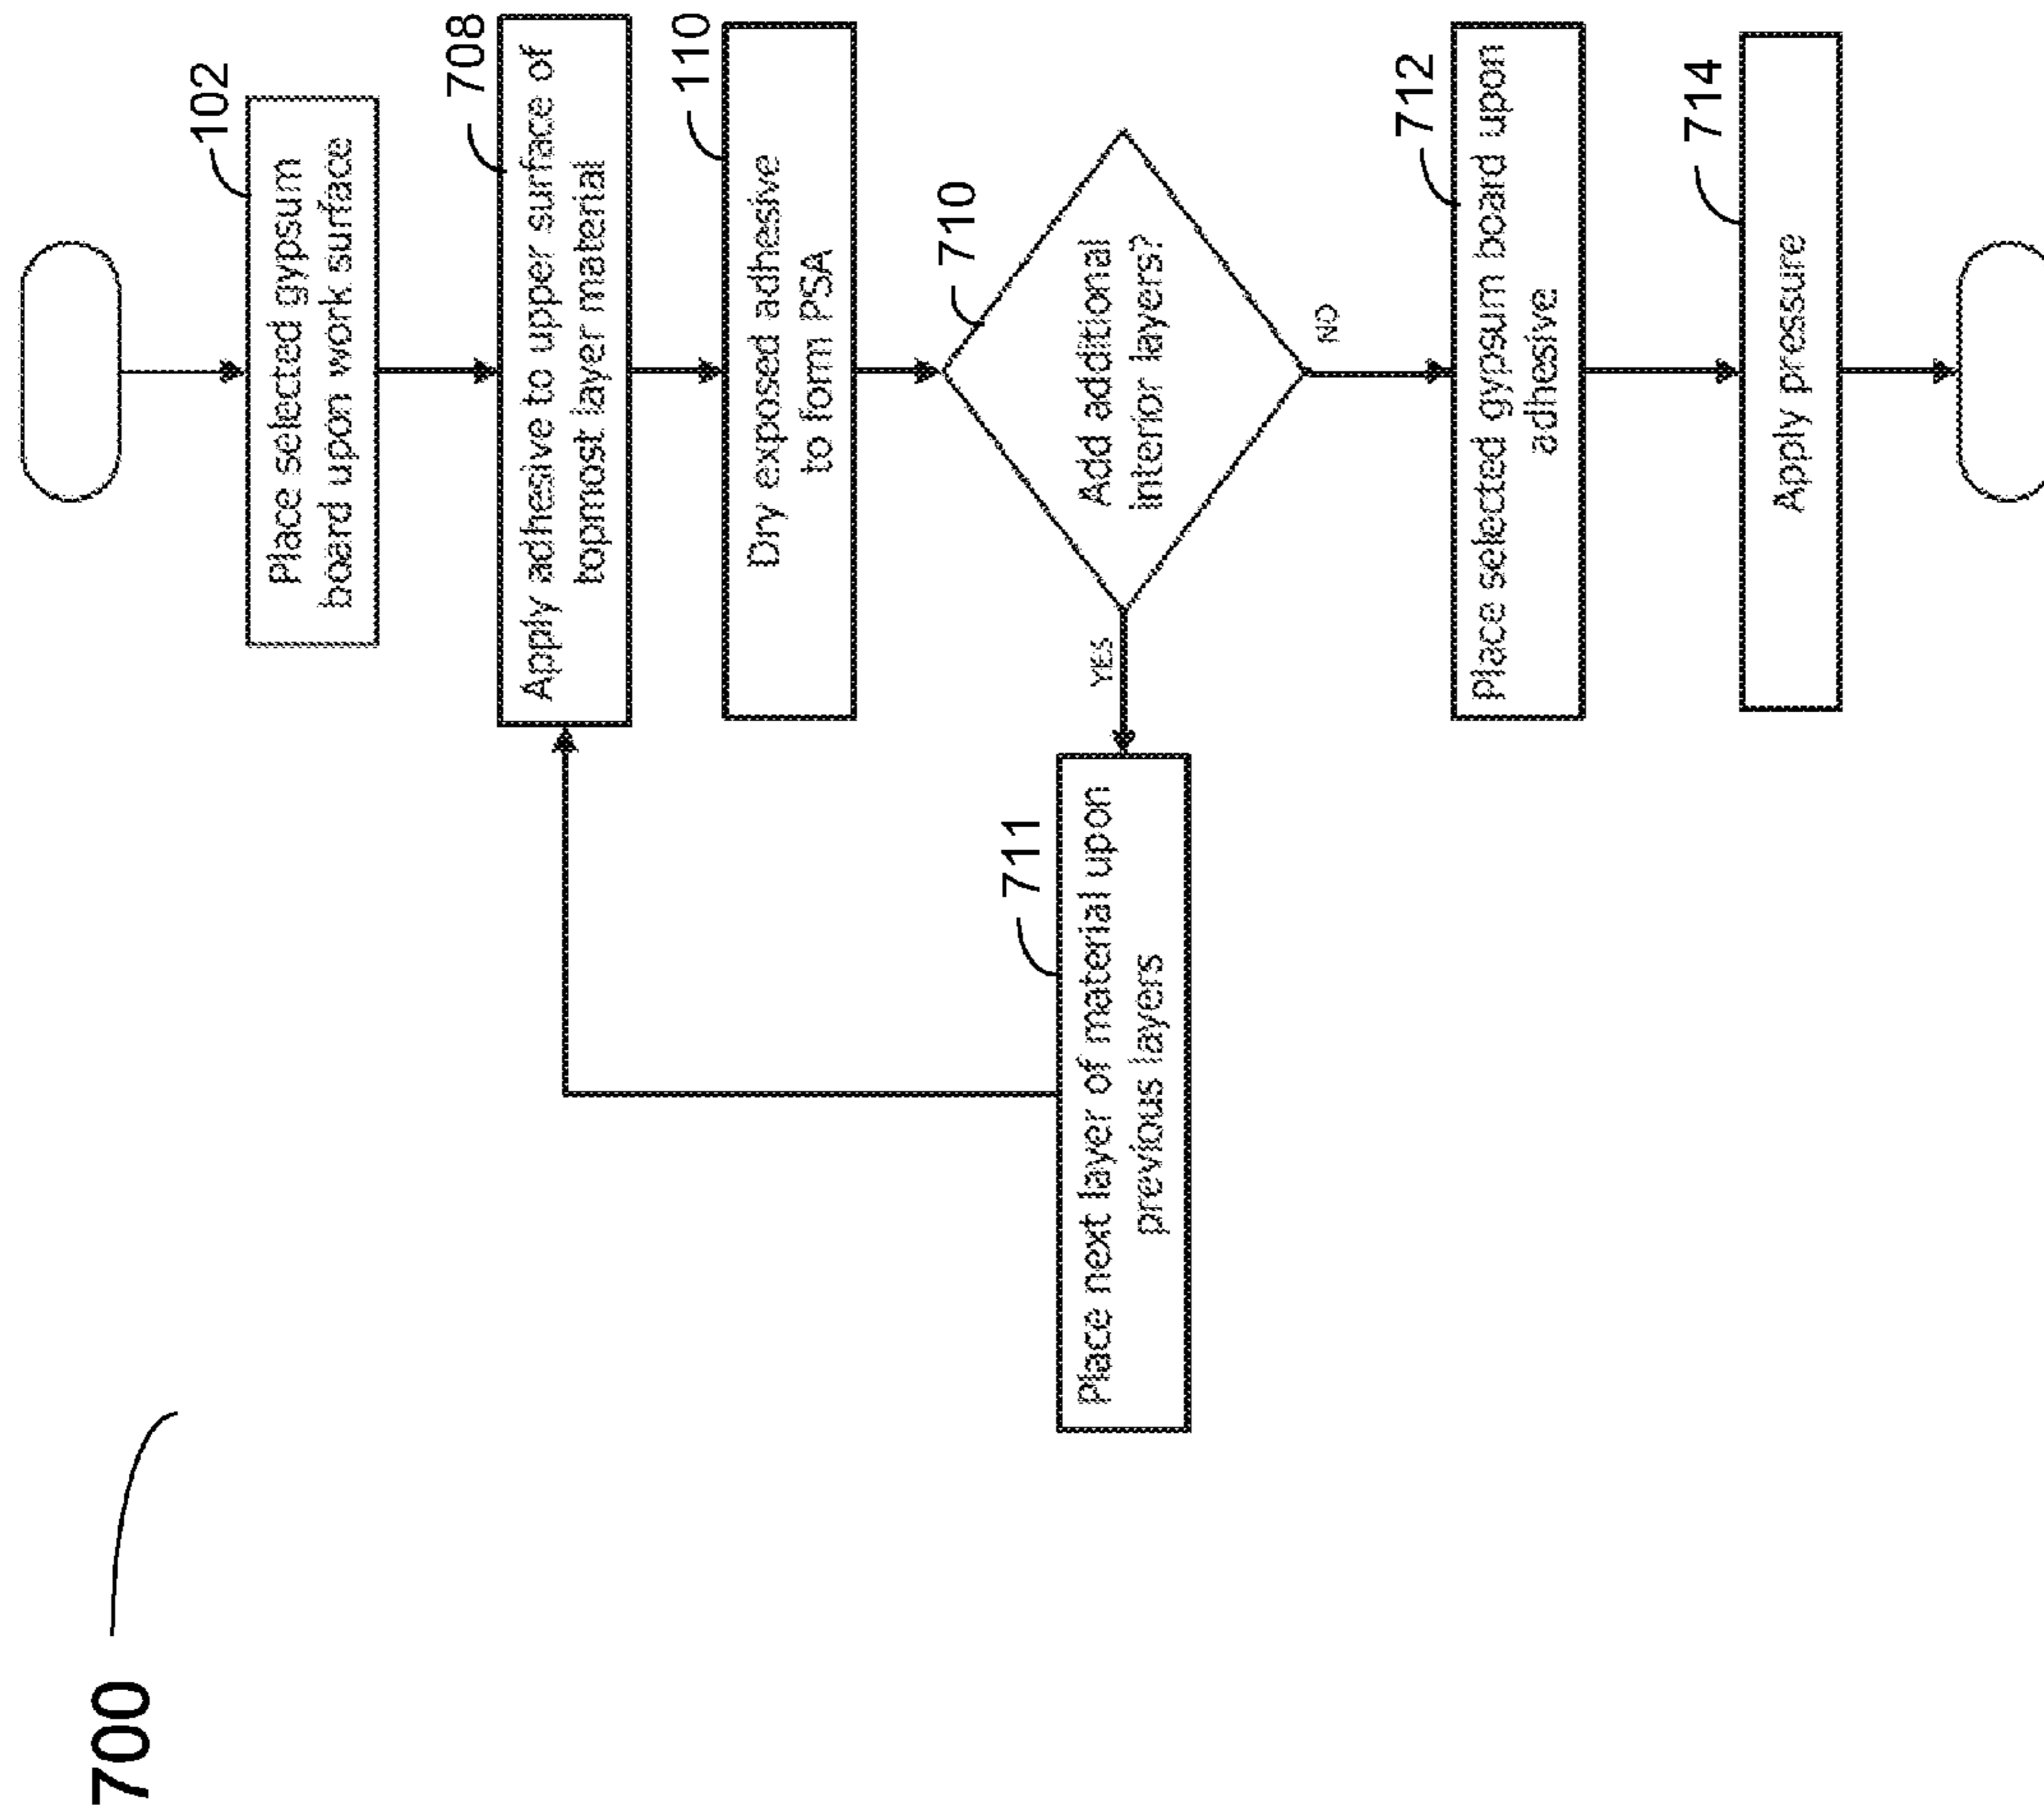 700
102
Place selected gypsum
board upon work surface
708
Apply adhesive to upper surface of
topmost layer material
110
Dry exposed adhesive
to form PSA
710
Add additional
interior layers?
YES
NO
711
Place next layer of material upon
previous layers
712
Place selected gypsum board upon
adhesive
714
Apply pressure